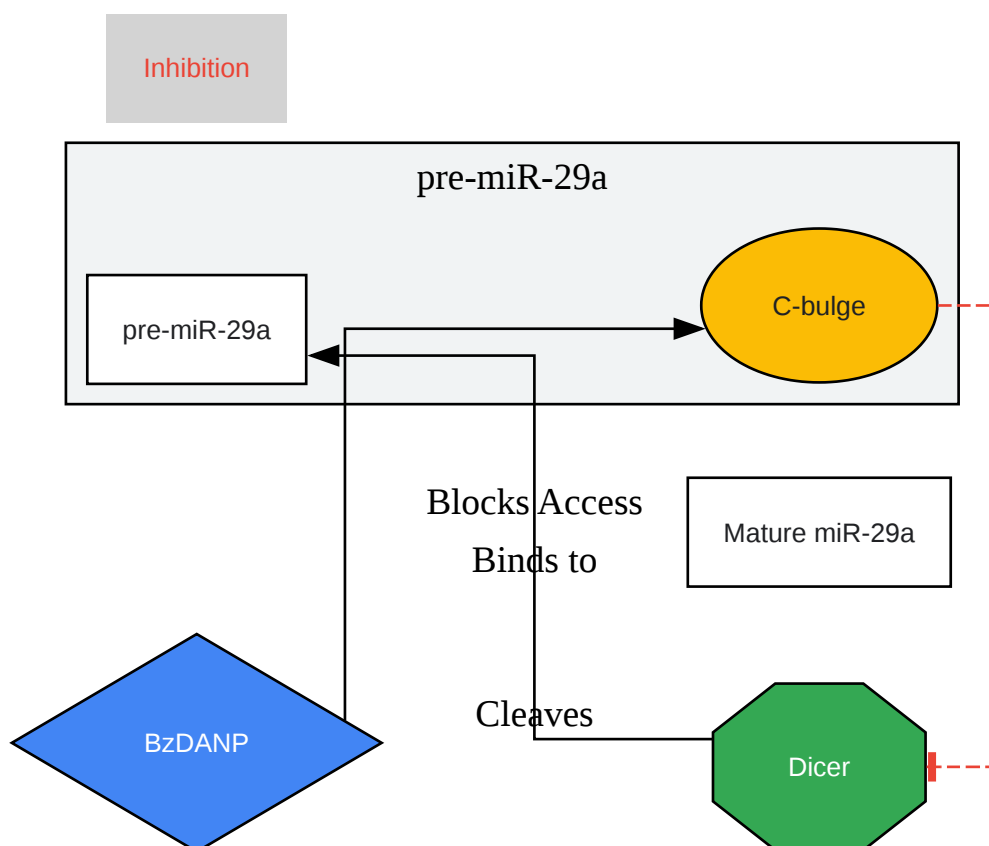 Inhibition
pre-miR-29a
pre-miR-29a
C-bulge
Blocks Access
Binds to
Mature miR-29a
Cleaves
BzDANP
Dicer